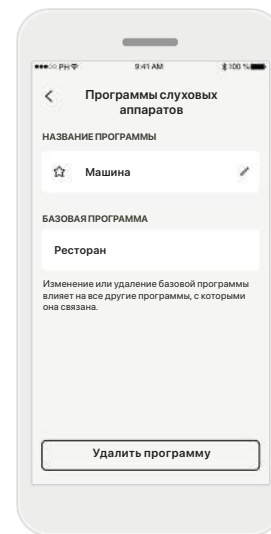 ●●●○○ PH 9:41 AM 100 %
Программы слуховых
аппаратов
НАЗВАНИЕ ПРОГРАММЫ
Машина
БАЗОВАЯ ПРОГРАММА
Ресторан
Изменение или удаление базовой программы
влияет на все другие программы, с которыми
она связана.
Удалить программу